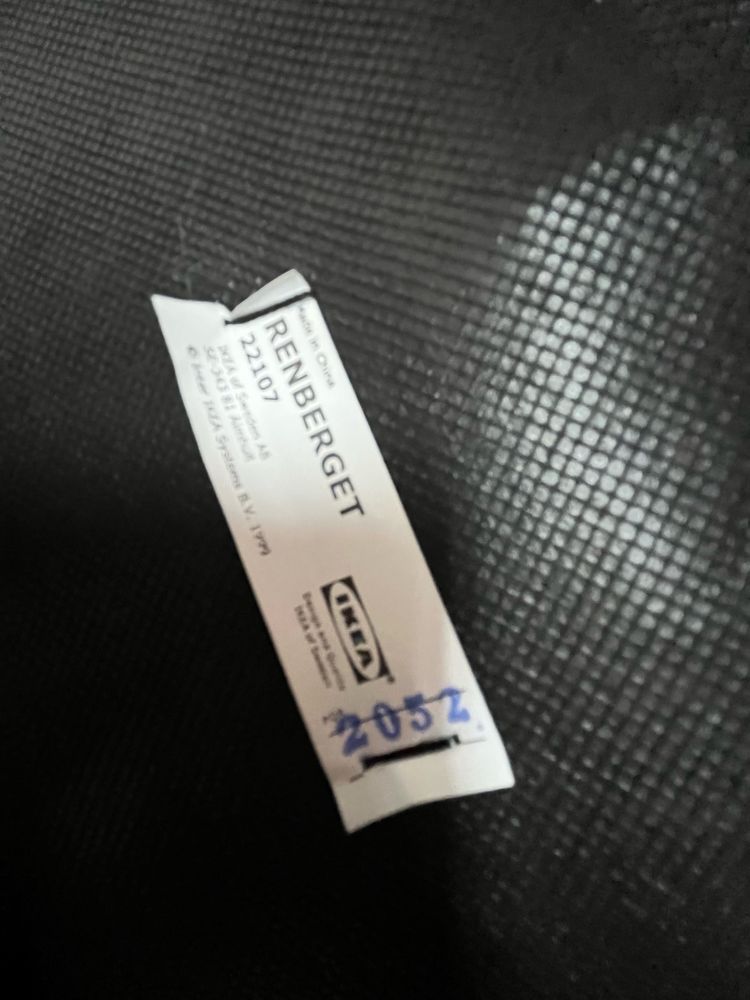 Made in China
RENBERGET
22107
IKEA of Sweden AB
SE-343 81 Älmhult
© Inter IKEA Systems B.V. 1999
IKEA®
Design and Quality
IKEA of Sweden
2052